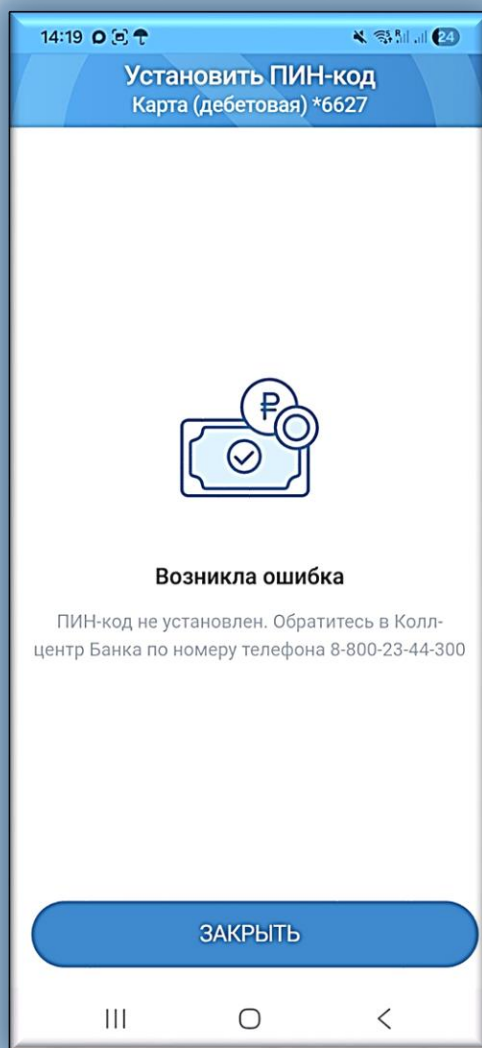 14:19
24
Установить ПИН-код
Карта (дебетовая) *6627
₽
Возникла ошибка
ПИН-код не установлен. Обратитесь в Колл-
центр Банка по номеру телефона 8-800-23-44-300
ЗАКРЫТЬ